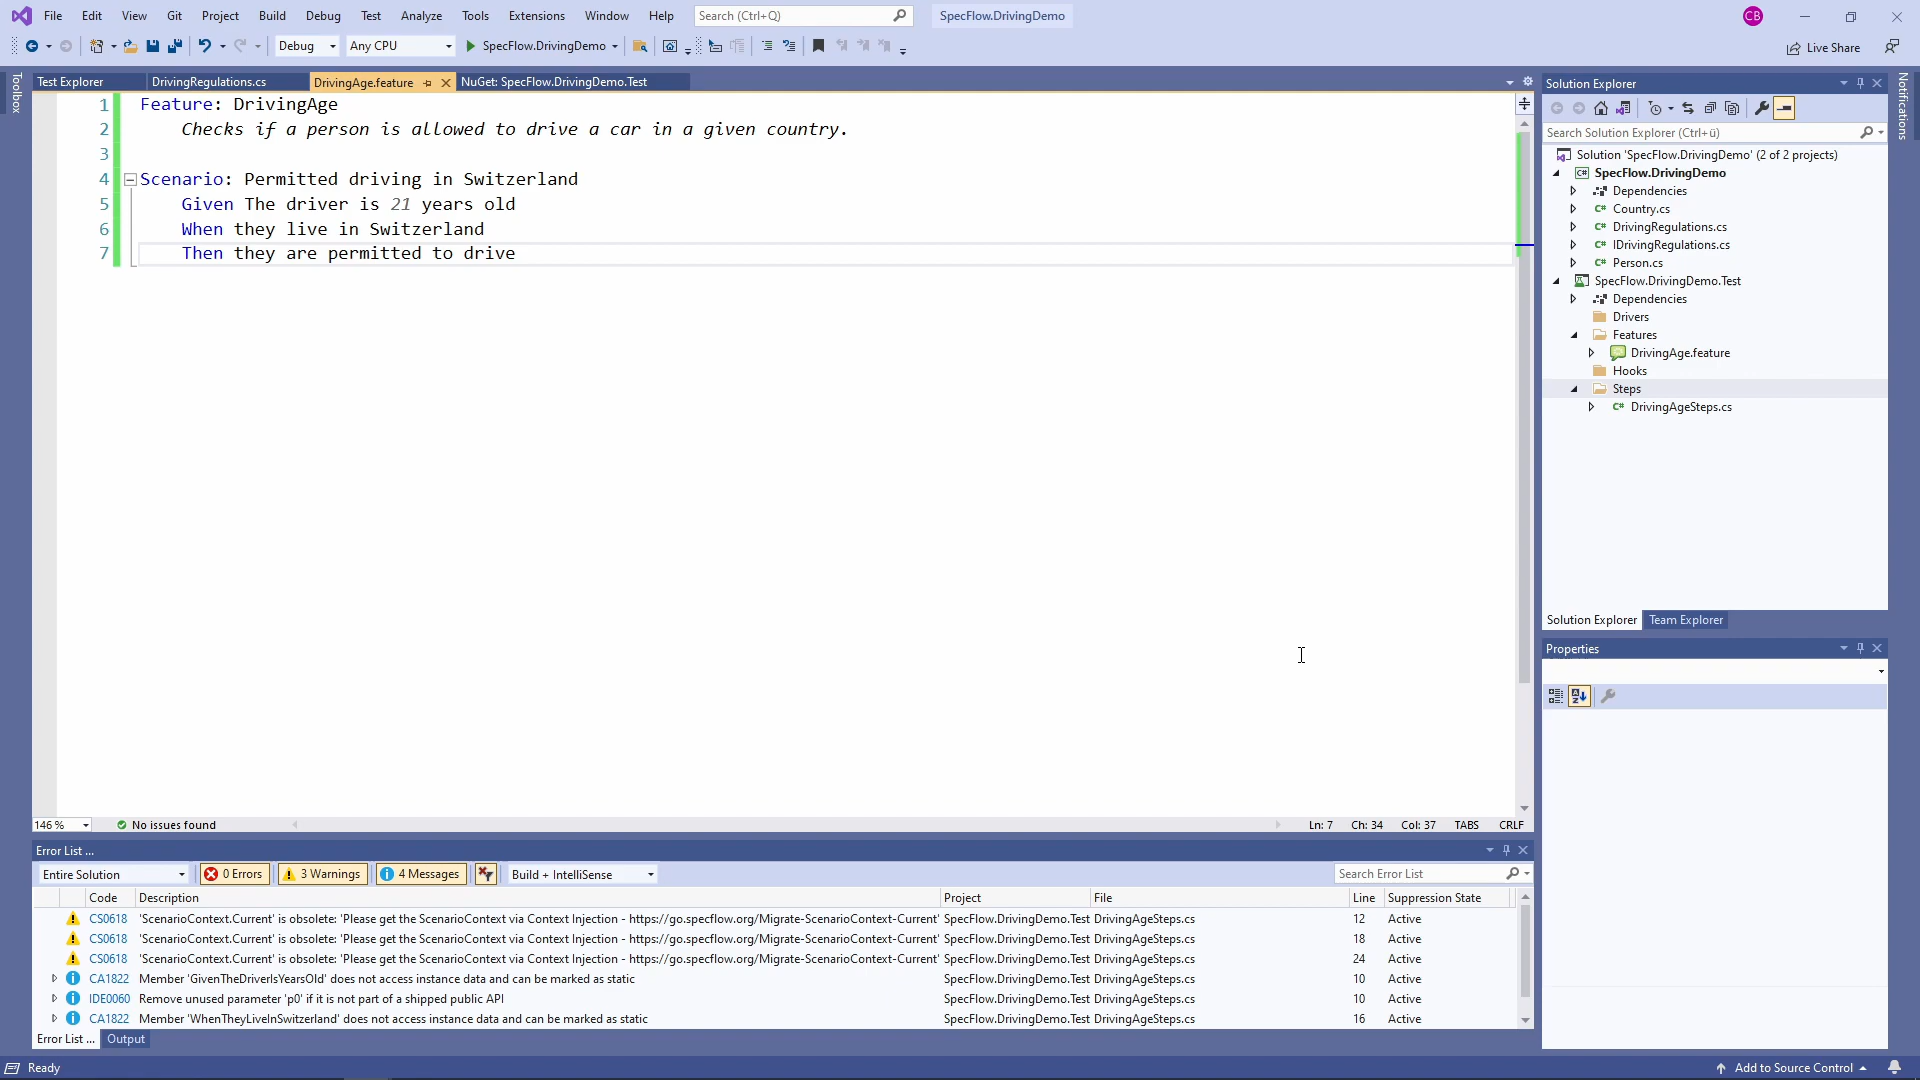 File Edit View Git Project Build Debug Test Analyze Tools Extensions Window Help Search (Ctrl+Q) SpecFlow.DrivingDemo CB
Debug Any CPU SpecFlow.DrivingDemo Live Share
Toolbox
Test Explorer DrivingRegulations.cs DrivingAge.feature NuGet: SpecFlow.DrivingDemo.Test
1 Feature: DrivingAge
2 Checks if a person is allowed to drive a car in a given country.
3
4 Scenario: Permitted driving in Switzerland
5 Given The driver is 21 years old
6 When they live in Switzerland
7 Then they are permitted to drive
146 % No issues found Ln: 7 Ch: 34 Col: 37 TABS CRLF
Error List ...
Entire Solution 0 Errors 3 Warnings 4 Messages Build + IntelliSense Search Error List
Code Description Project File Line Suppression State
CS0618 'ScenarioContext.Current' is obsolete: 'Please get the ScenarioContext via Context Injection - https://go.specflow.org/Migrate-ScenarioContext-Current' SpecFlow.DrivingDemo.Test DrivingAgeSteps.cs 12 Active
CS0618 'ScenarioContext.Current' is obsolete: 'Please get the ScenarioContext via Context Injection - https://go.specflow.org/Migrate-ScenarioContext-Current' SpecFlow.DrivingDemo.Test DrivingAgeSteps.cs 18 Active
CS0618 'ScenarioContext.Current' is obsolete: 'Please get the ScenarioContext via Context Injection - https://go.specflow.org/Migrate-ScenarioContext-Current' SpecFlow.DrivingDemo.Test DrivingAgeSteps.cs 24 Active
CA1822 Member 'GivenTheDriverIsYearsOld' does not access instance data and can be marked as static SpecFlow.DrivingDemo.Test DrivingAgeSteps.cs 10 Active
IDE0060 Remove unused parameter 'p0' if it is not part of a shipped public API SpecFlow.DrivingDemo.Test DrivingAgeSteps.cs 10 Active
CA1822 Member 'WhenTheyLiveInSwitzerland' does not access instance data and can be marked as static SpecFlow.DrivingDemo.Test DrivingAgeSteps.cs 16 Active
Error List ... Output
Solution Explorer
Search Solution Explorer (Ctrl+ü)
Solution 'SpecFlow.DrivingDemo' (2 of 2 projects)
SpecFlow.DrivingDemo
Dependencies
C# Country.cs
C# DrivingRegulations.cs
C# IDrivingRegulations.cs
C# Person.cs
SpecFlow.DrivingDemo.Test
Dependencies
Drivers
Features
DrivingAge.feature
Hooks
Steps
C# DrivingAgeSteps.cs
Solution Explorer Team Explorer
Properties
Notifications
Ready Add to Source Control